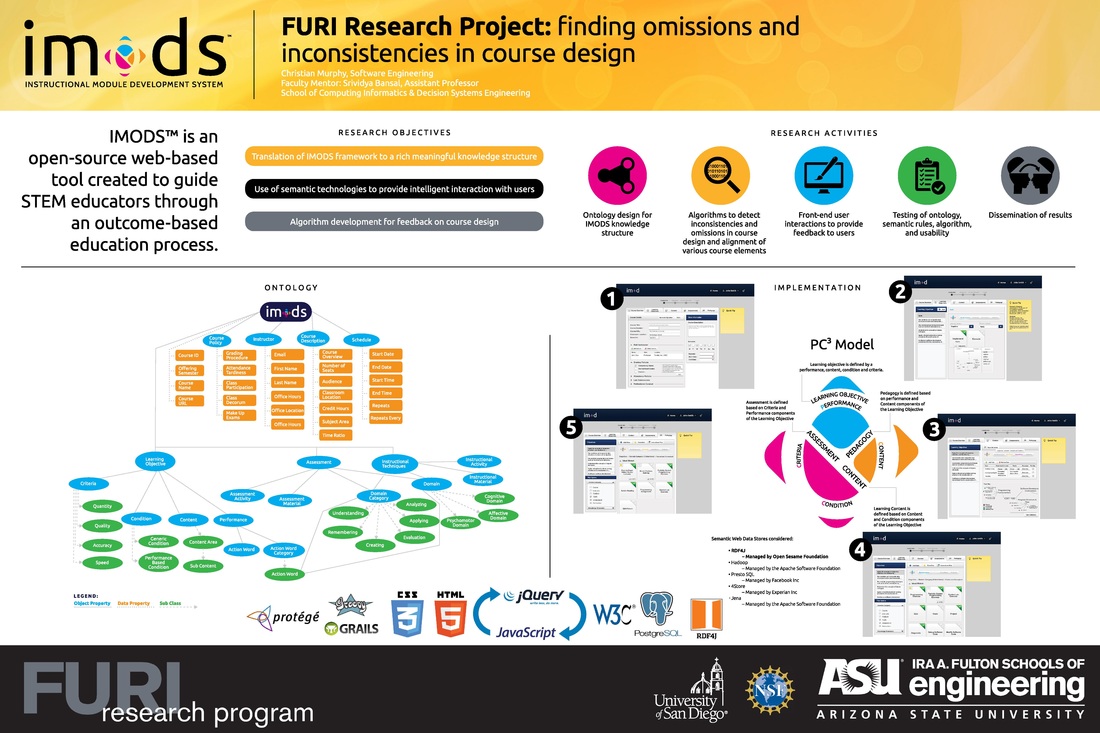 imods™
INSTRUCTIONAL MODULE DEVELOPMENT SYSTEM
FURI Research Project: finding omissions and
inconsistencies in course design
Christian Murphy, Software Engineering
Faculty Mentor: Srividya Bansal, Assistant Professor
School of Computing Informatics & Decision Systems Engineering
IMODS™ is an
open-source web-based
tool created to guide
STEM educators through
an outcome-based
education process.
RESEARCH OBJECTIVES
Translation of IMODS framework to a rich meaningful knowledge structure
Use of semantic technologies to provide intelligent interaction with users
Algorithm development for feedback on course design
RESEARCH ACTIVITIES
Ontology design for
IMODS knowledge
structure
Algorithms to detect
inconsistencies and
omissions in course
design and alignment of
various course elements
Front-end user
interactions to provide
feedback to users
Testing of ontology,
semantic rules, algorithm,
and usability
Dissemination of results
ONTOLOGY
imods
Course
Policy
Instructor
Course
Description
Schedule
Course ID
Offering
Semester
Course
Name
Course
URL
Grading
Procedure
Attendance
Tardiness
Class
Participation
Class
Decorum
Make Up
Exams
Email
First Name
Last Name
Office Hours
Office Location
Office Hours
Course
Overview
Number of
Seats
Audience
Classroom
Location
Credit Hours
Subject Area
Time Ratio
Start Date
End Date
Start Time
End Time
Repeats
Repeats Every
Learning
Objective
Assessment
Instructional
Techniques
Instructional
Activity
Instructional
Material
Criteria
Domain
Assessment
Activity
Assessment
Material
Domain
Category
Cognitive
Domain
Affective
Domain
Psychomator
Domain
Quantity
Quality
Accuracy
Speed
Condition
Content
Performance
Understanding
Analyzing
Applying
Remembering
Evaluation
Creating
Generic
Condition
Performance
Based
Condition
Content Area
Sub Content
Action Word
Action Word
Category
Action Word
LEGEND:
Object Property
Data Property
Sub Class
IMPLEMENTATION
1
2
3
4
5
PC³ Model
Learning objective is defined by a
performance, content, condition and criteria.
Assessment is defined
based on Criteria and
Performance components
of the Learning Objective
Pedagogy is defined based
on performance and
Content components of
the Learning Objective
LEARNING OBJECTIVE
PERFORMANCE
ASSESSMENT
PEDAGOGY
CRITERIA
CONTENT
CONTENT
CONDITION
Learning Content is
defined based on Content
and Condition components
of the Learning Objective
Semantic Web Data Stores considered:
• RDF4J
– Managed by Open Sesame Foundation
• Hadoop
– Managed by the Apache Software Foundation
• Presto SQL
– Managed by Facebook Inc
• 4Score
– Managed by Experian Inc
• Jena
– Managed by the Apache Software Foundation
protégé
Groovy
GRAILS
CSS
3
HTML
5
jQuery
write less, do more.
JavaScript
W3C®
PostgreSQL
RDF4J
FURI
research program
University
of San Diego®
NSF
ASU
IRA A. FULTON SCHOOLS OF
engineering
ARIZONA STATE UNIVERSITY